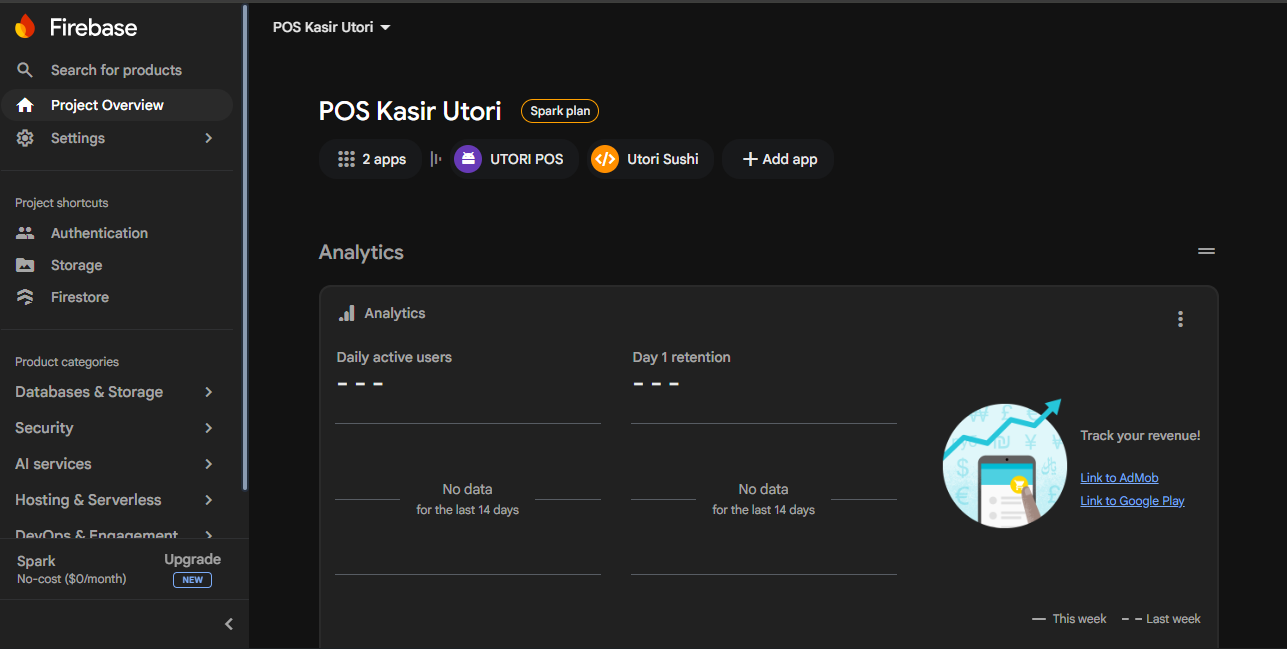 Firebase
Search for products
Project Overview
Settings
Project shortcuts
Authentication
Storage
Firestore
Product categories
Databases & Storage
Security
AI services
Hosting & Serverless
DevOps & Engagement
Spark
No-cost ($0/month)
Upgrade
NEW
POS Kasir Utori
POS Kasir Utori
Spark plan
2 apps
UTORI POS
Utori Sushi
Add app
Analytics
Analytics
Daily active users
- - -
No data
for the last 14 days
Day 1 retention
- - -
No data
for the last 14 days
Track your revenue!
Link to AdMob
Link to Google Play
This week
Last week